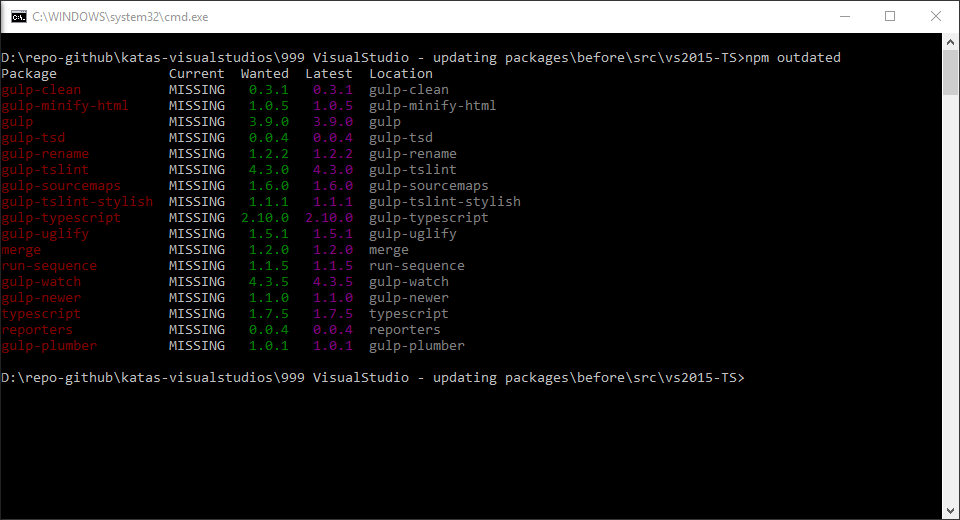 C:\WINDOWS\system32\cmd.exe
D:\repo-github\katas-visualstudios\999 VisualStudio - updating packages\before\src\vs2015-TS>npm outdated
Package Current Wanted Latest Location
gulp-clean MISSING 0.3.1 0.3.1 gulp-clean
gulp-minify-html MISSING 1.0.5 1.0.5 gulp-minify-html
gulp MISSING 3.9.0 3.9.0 gulp
gulp-tsd MISSING 0.0.4 0.0.4 gulp-tsd
gulp-rename MISSING 1.2.2 1.2.2 gulp-rename
gulp-tslint MISSING 4.3.0 4.3.0 gulp-tslint
gulp-sourcemaps MISSING 1.6.0 1.6.0 gulp-sourcemaps
gulp-tslint-stylish MISSING 1.1.1 1.1.1 gulp-tslint-stylish
gulp-typescript MISSING 2.10.0 2.10.0 gulp-typescript
gulp-uglify MISSING 1.5.1 1.5.1 gulp-uglify
merge MISSING 1.2.0 1.2.0 merge
run-sequence MISSING 1.1.5 1.1.5 run-sequence
gulp-watch MISSING 4.3.5 4.3.5 gulp-watch
gulp-newer MISSING 1.1.0 1.1.0 gulp-newer
typescript MISSING 1.7.5 1.7.5 typescript
reporters MISSING 0.0.4 0.0.4 reporters
gulp-plumber MISSING 1.0.1 1.0.1 gulp-plumber
D:\repo-github\katas-visualstudios\999 VisualStudio - updating packages\before\src\vs2015-TS>